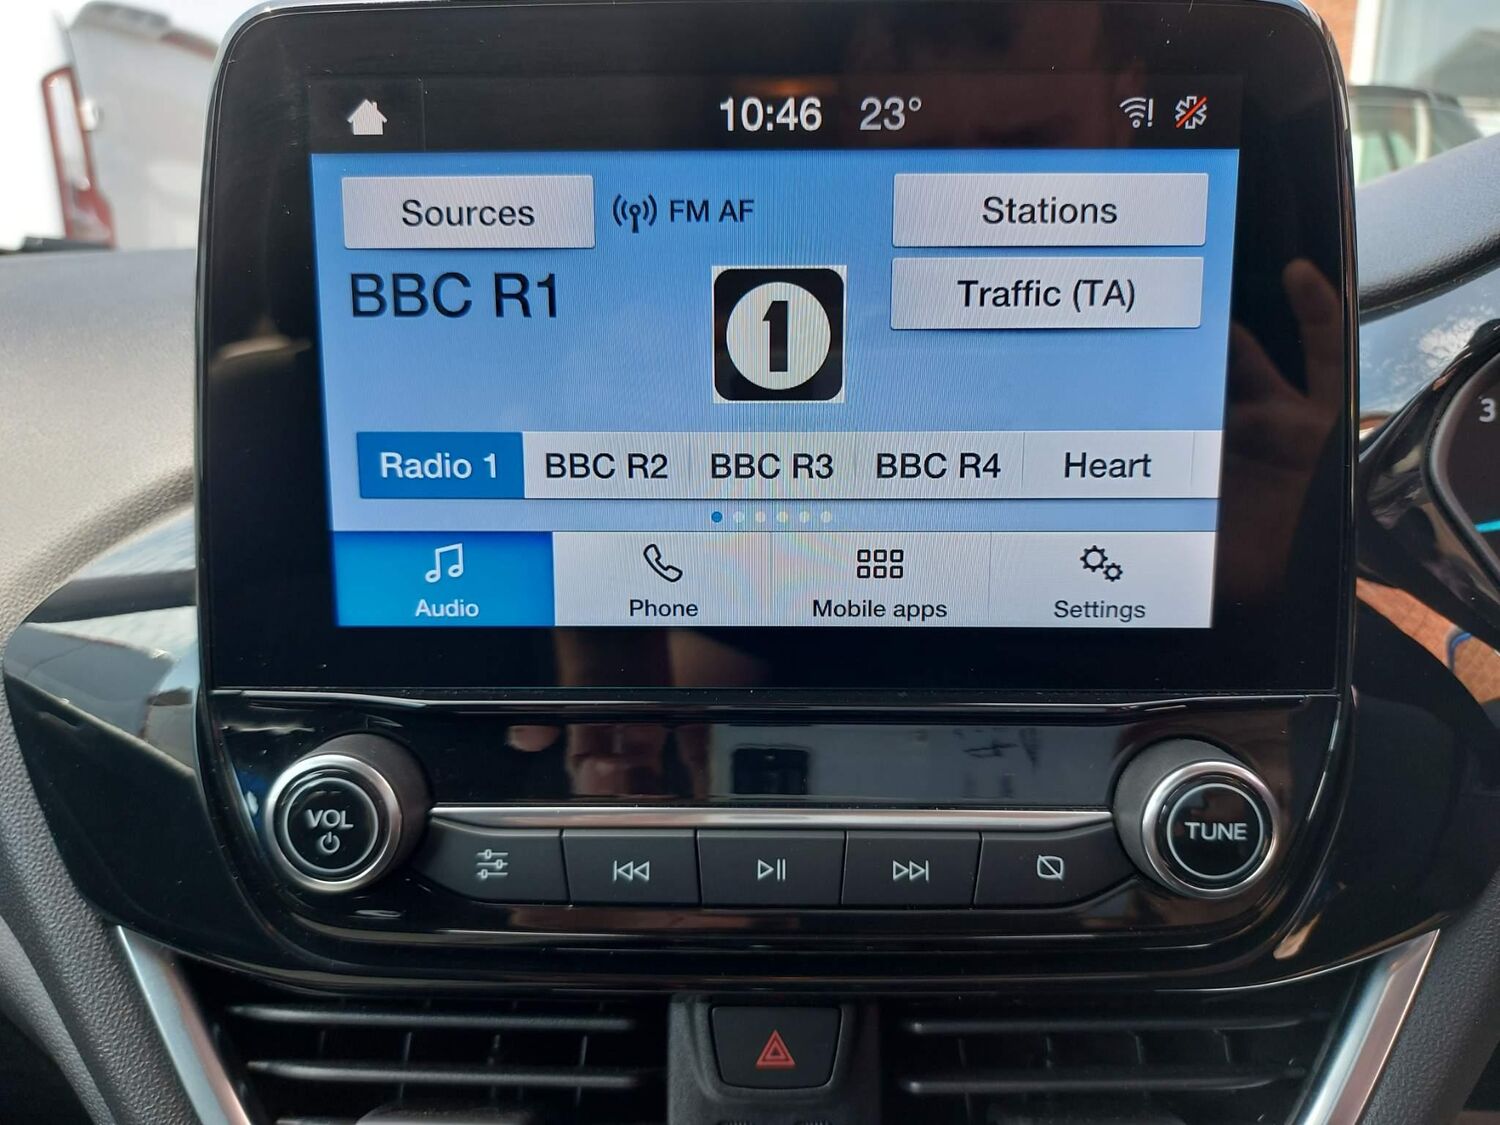 10:46 23°
Sources FM AF Stations
BBC R1 1 Traffic (TA)
Radio 1 BBC R2 BBC R3 BBC R4 Heart
Audio Phone Mobile apps Settings
VOL TUNE
3